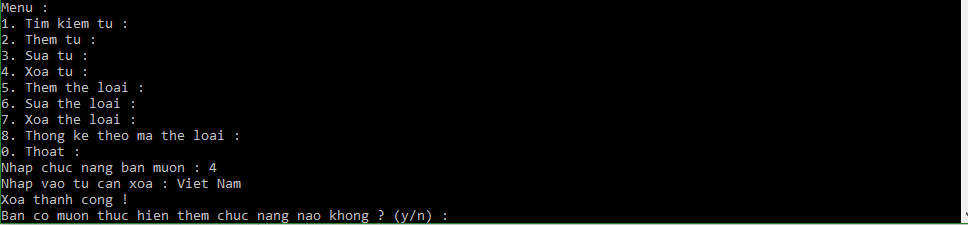 Menu :
1. Tim kiem tu :
2. Them tu :
3. Sua tu :
4. Xoa tu :
5. Them the loai :
6. Sua the loai :
7. Xoa the loai :
8. Thong ke theo ma the loai :
0. Thoat :
Nhap chuc nang ban muon : 4
Nhap vao tu can xoa : Viet Nam
Xoa thanh cong !
Ban co muon thuc hien them chuc nang nao khong ? (y/n) :